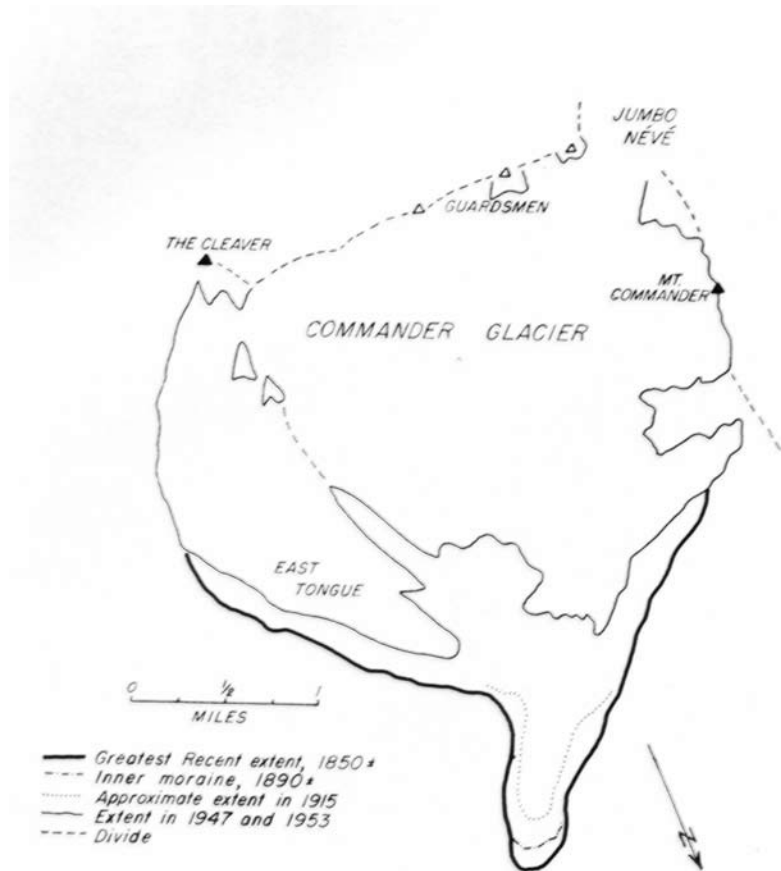 JUMBO
NÉVÉ
GUARDSMEN
THE CLEAVER
MT.
COMMANDER
COMMANDER GLACIER
EAST
TONGUE
0 ½ 1
MILES
Greatest Recent extent, 1850±
Inner moraine, 1890±
Approximate extent in 1915
Extent in 1947 and 1953
Divide
N